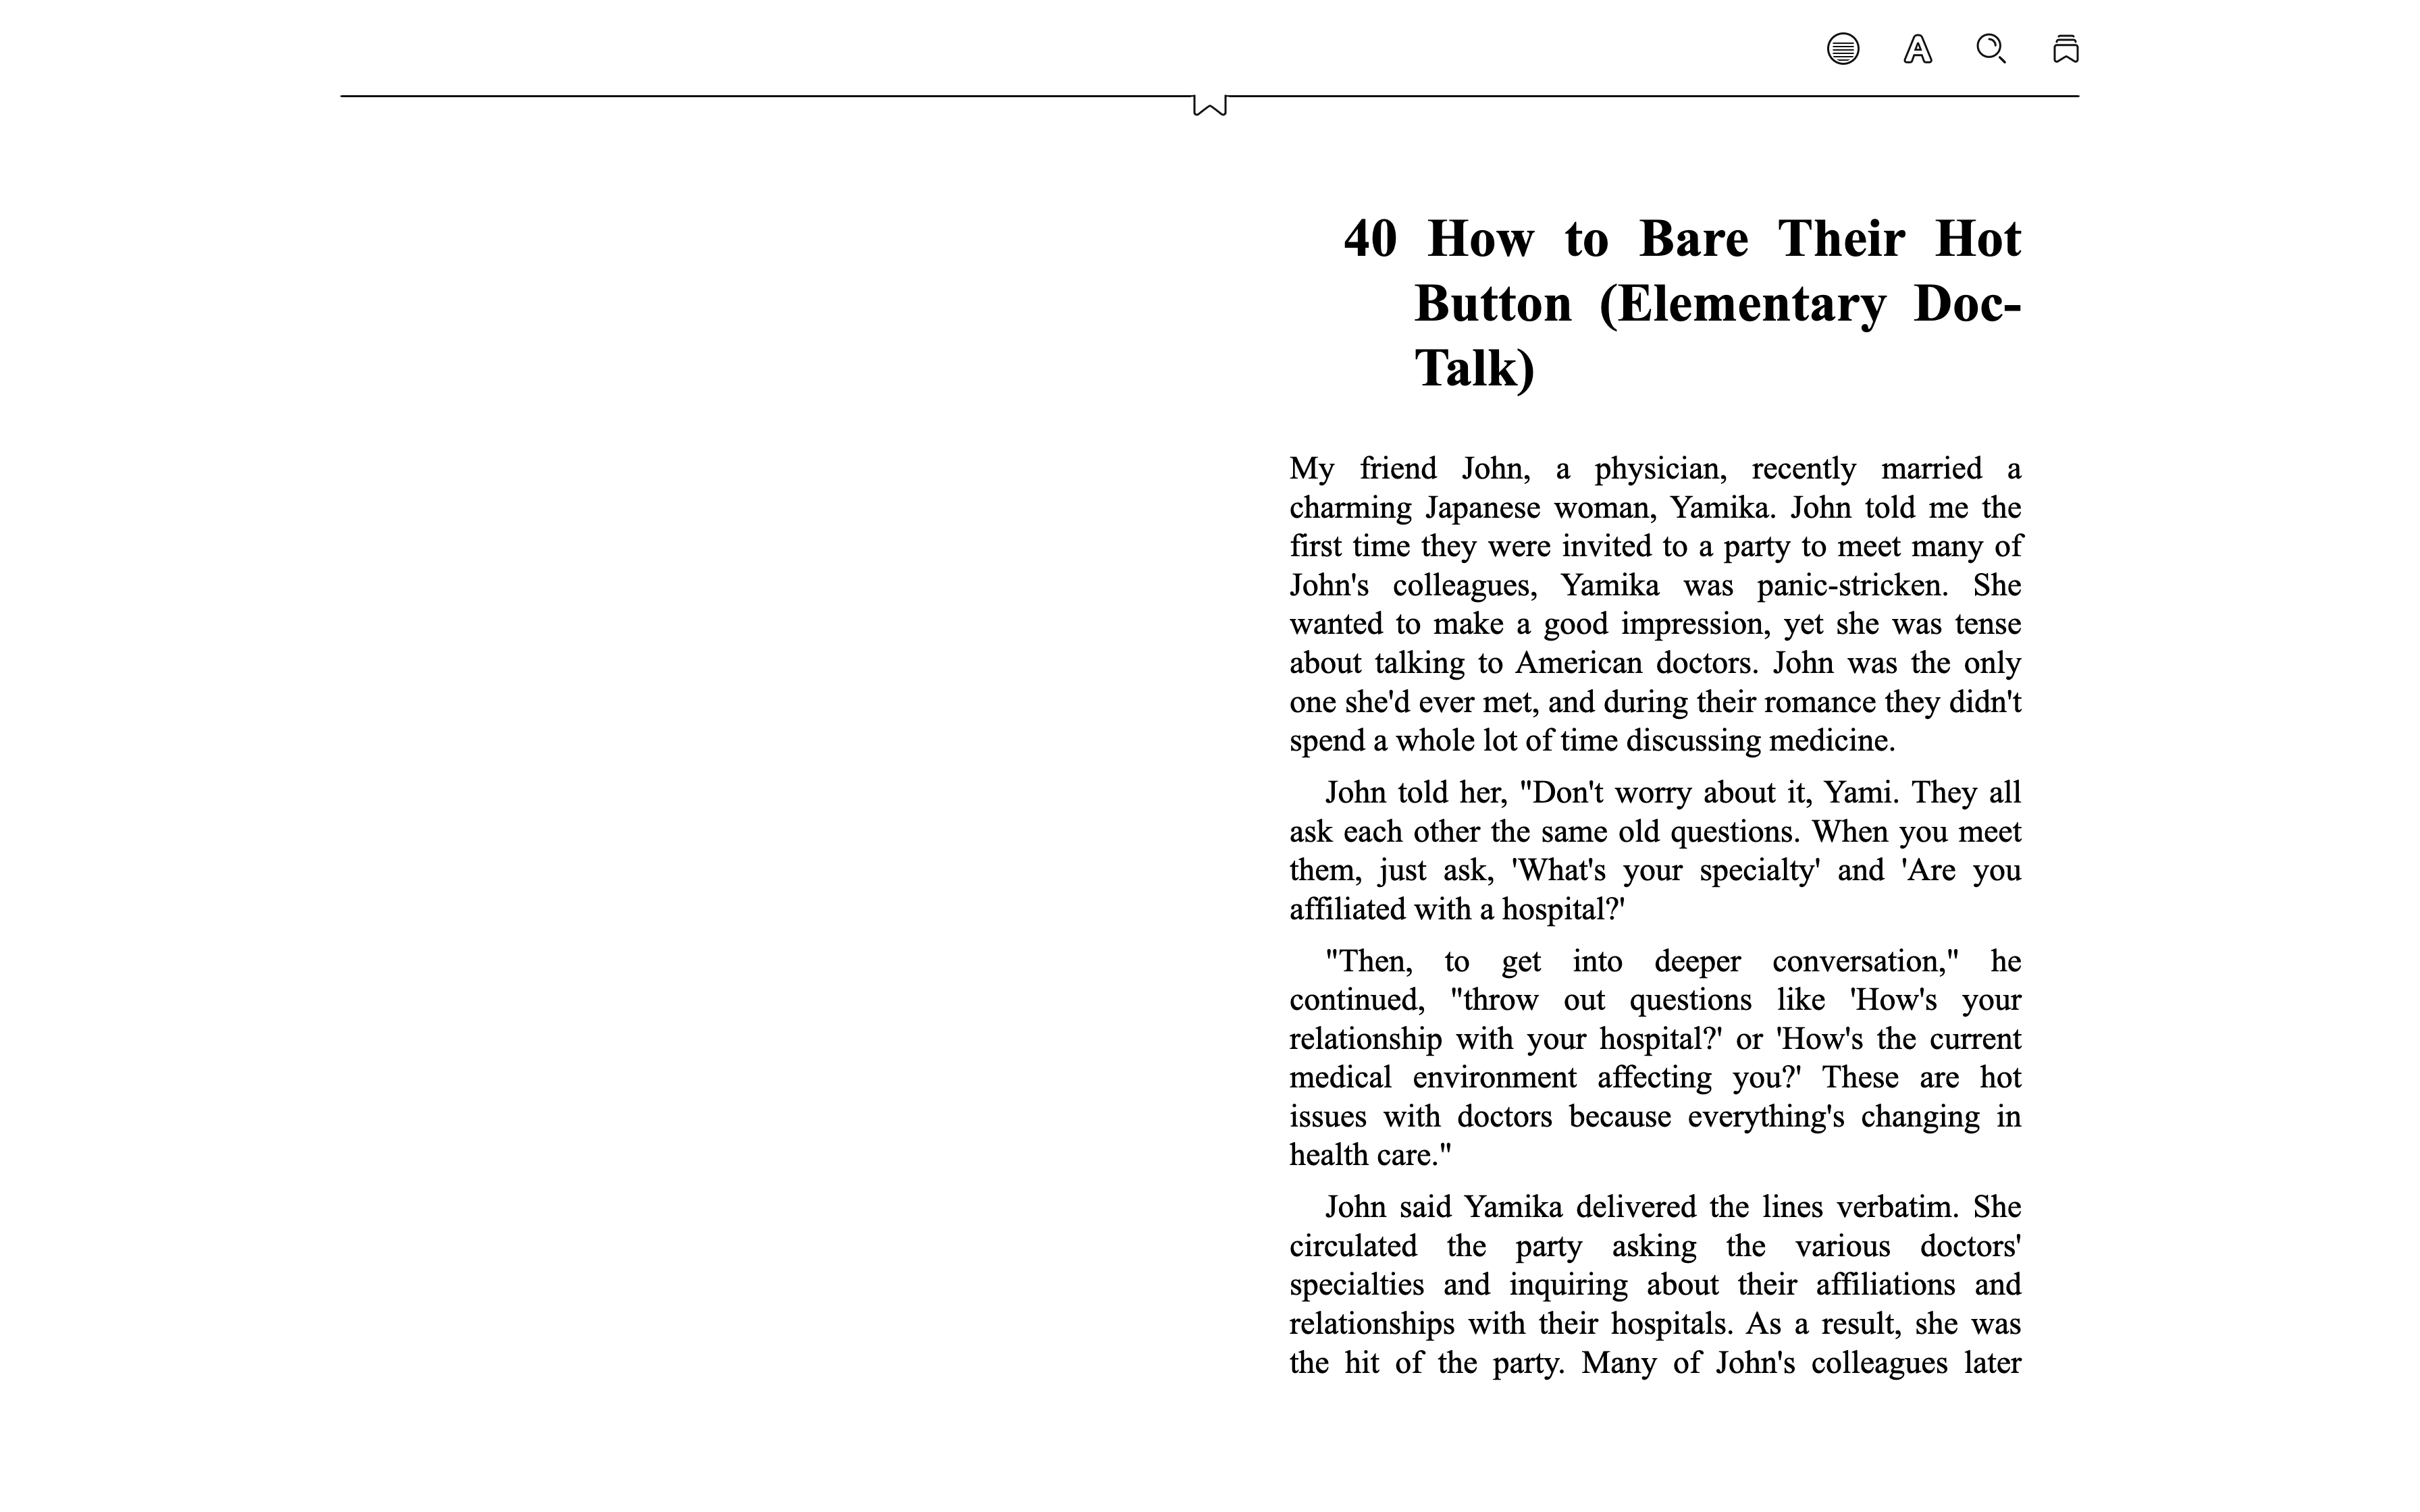 40 How to Bare Their Hot
Button (Elementary Doc-
Talk)
My friend John, a physician, recently married a
charming Japanese woman, Yamika. John told me the
first time they were invited to a party to meet many of
John's colleagues, Yamika was panic-stricken. She
wanted to make a good impression, yet she was tense
about talking to American doctors. John was the only
one she'd ever met, and during their romance they didn't
spend a whole lot of time discussing medicine.
John told her, "Don't worry about it, Yami. They all
ask each other the same old questions. When you meet
them, just ask, 'What's your specialty' and 'Are you
affiliated with a hospital?'
"Then, to get into deeper conversation," he
continued, "throw out questions like 'How's your
relationship with your hospital?' or 'How's the current
medical environment affecting you?' These are hot
issues with doctors because everything's changing in
health care."
John said Yamika delivered the lines verbatim. She
circulated the party asking the various doctors'
specialties and inquiring about their affiliations and
relationships with their hospitals. As a result, she was
the hit of the party. Many of John's colleagues later